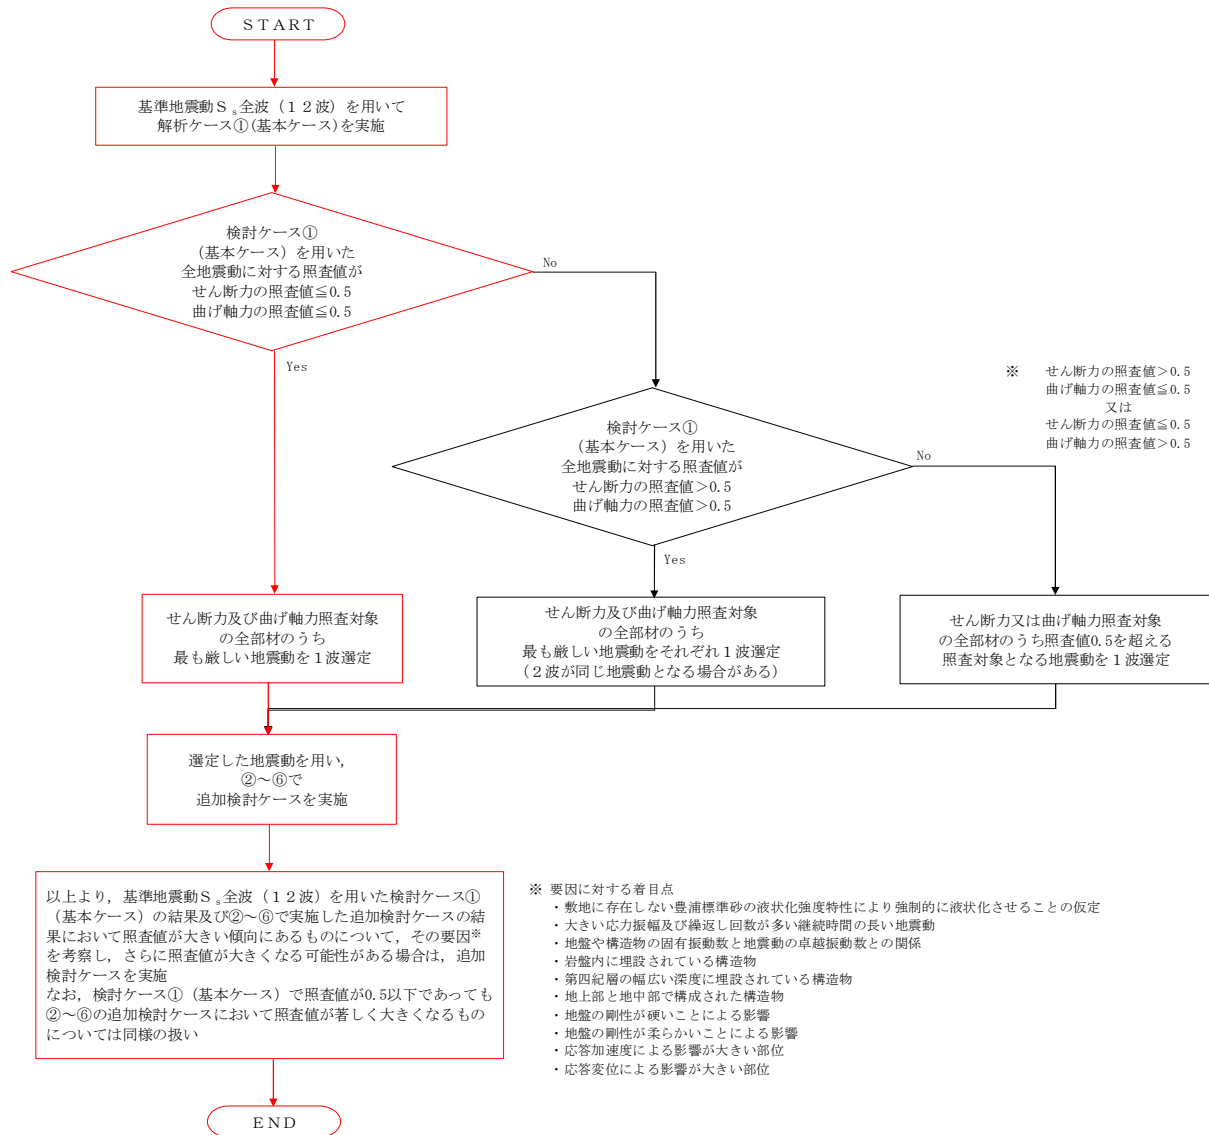 ＳＴＡＲＴ
基準地震動Ｓｓ全波（１２波）を用いて
解析ケース①(基本ケース)を実施
検討ケース①
（基本ケース）を用いた
全地震動に対する照査値が
せん断力の照査値≦0.5
曲げ軸力の照査値≦0.5
No
Yes
※　せん断力の照査値＞0.5
曲げ軸力の照査値≦0.5
又は
せん断力の照査値≦0.5
曲げ軸力の照査値＞0.5
検討ケース①
（基本ケース）を用いた
全地震動に対する照査値が
せん断力の照査値＞0.5
曲げ軸力の照査値＞0.5
No
Yes
せん断力及び曲げ軸力照査対象
の全部材のうち
最も厳しい地震動を１波選定
せん断力及び曲げ軸力照査対象
の全部材のうち
最も厳しい地震動をそれぞれ１波選定
（２波が同じ地震動となる場合がある）
せん断力又は曲げ軸力照査対象
の全部材のうち照査値0.5を超える
照査対象となる地震動を１波選定
選定した地震動を用い，
②～⑥で
追加検討ケースを実施
以上より，基準地震動Ｓｓ全波（１２波）を用いた検討ケース①
（基本ケース）の結果及び②～⑥で実施した追加検討ケースの結
果において照査値が大きい傾向にあるものについて，その要因※
を考察し，さらに照査値が大きくなる可能性がある場合は，追加
検討ケースを実施
なお，検討ケース①（基本ケース）で照査値が0.5以下であっても
②～⑥の追加検討ケースにおいて照査値が著しく大きくなるもの
については同様の扱い
※ 要因に対する着目点
・敷地に存在しない豊浦標準砂の液状化強度特性により強制的に液状化させることの仮定
・大きい応力振幅及び繰返し回数が多い継続時間の長い地震動
・地盤や構造物の固有振動数と地震動の卓越振動数との関係
・岩盤内に埋設されている構造物
・第四紀層の幅広い深度に埋設されている構造物
・地上部と地中部で構成された構造物
・地盤の剛性が硬いことによる影響
・地盤の剛性が柔らかいことによる影響
・応答加速度による影響が大きい部位
・応答変位による影響が大きい部位
ＥＮＤ